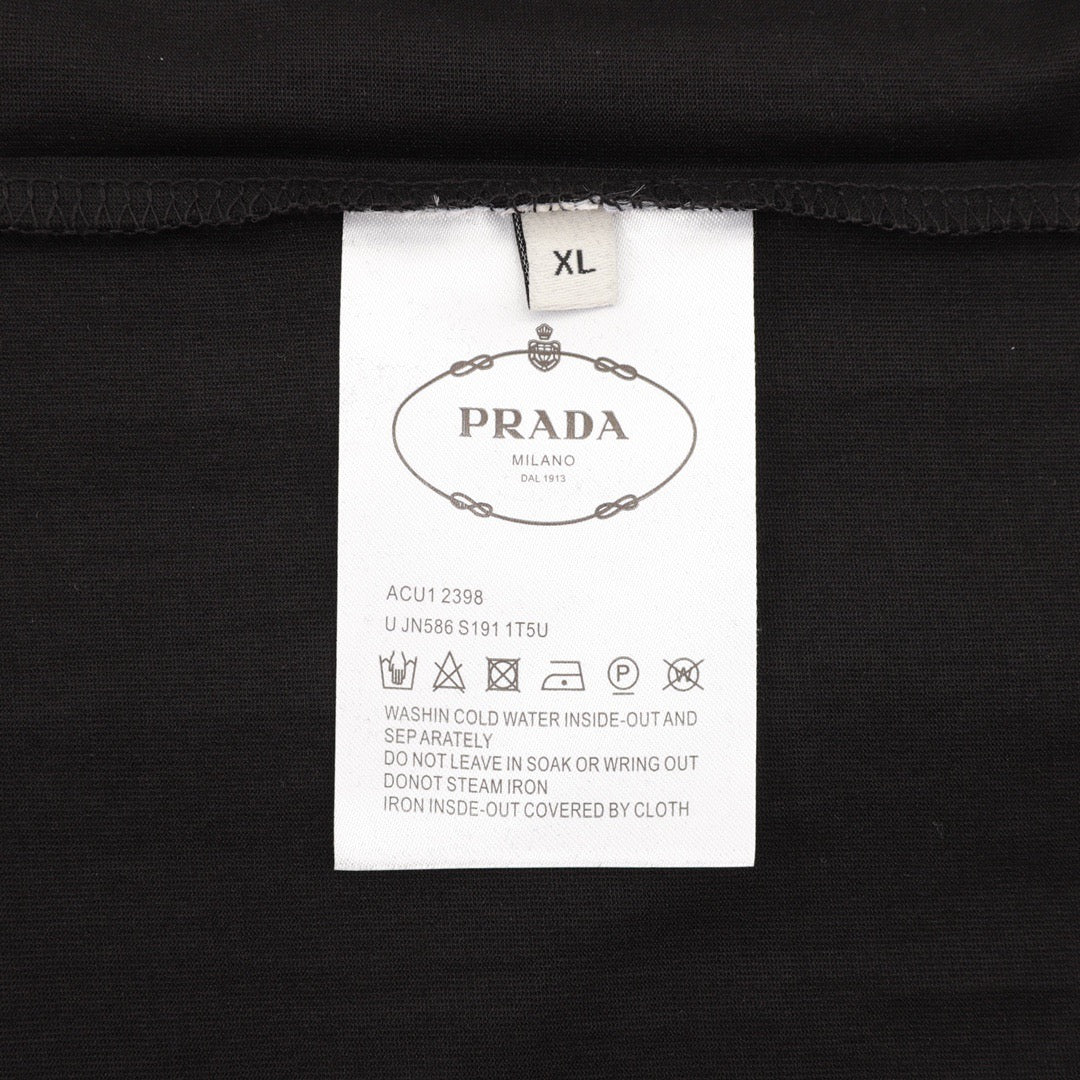 XL
PRADA
MILANO
DAL 1913
ACU1 2398
U JN586 S191 1T5U
P
W
WASHIN COLD WATER INSIDE-OUT AND
SEP ARATELY
DO NOT LEAVE IN SOAK OR WRING OUT
DONOT STEAM IRON
IRON INSDE-OUT COVERED BY CLOTH